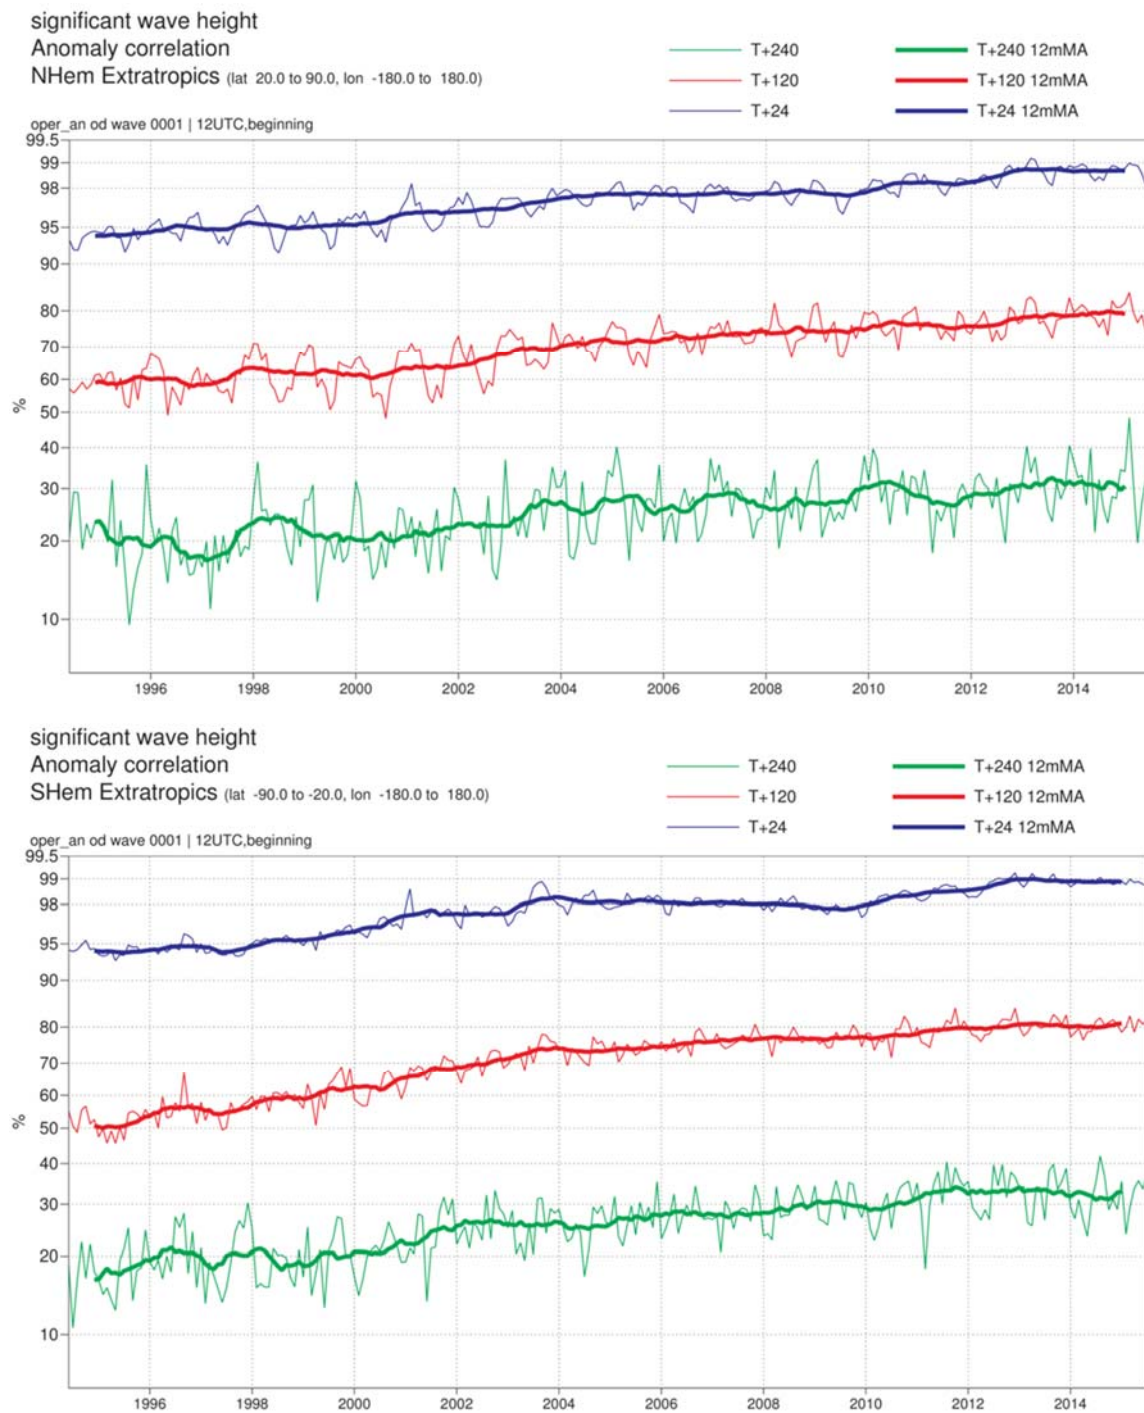 significant wave height
Anomaly correlation
NHem Extratropics (lat 20.0 to 90.0, lon -180.0 to 180.0)
T+240 T+240 12mMA
T+120 T+120 12mMA
T+24 T+24 12mMA
oper_an od wave 0001 | 12UTC,beginning
99.5
99
98
95
90
80
70
60
50
%
40
30
20
10
1996 1998 2000 2002 2004 2006 2008 2010 2012 2014
significant wave height
Anomaly correlation
SHem Extratropics (lat -90.0 to -20.0, lon -180.0 to 180.0)
T+240 T+240 12mMA
T+120 T+120 12mMA
T+24 T+24 12mMA
oper_an od wave 0001 | 12UTC,beginning
99.5
99
98
95
90
80
70
60
50
%
40
30
20
10
1996 1998 2000 2002 2004 2006 2008 2010 2012 2014